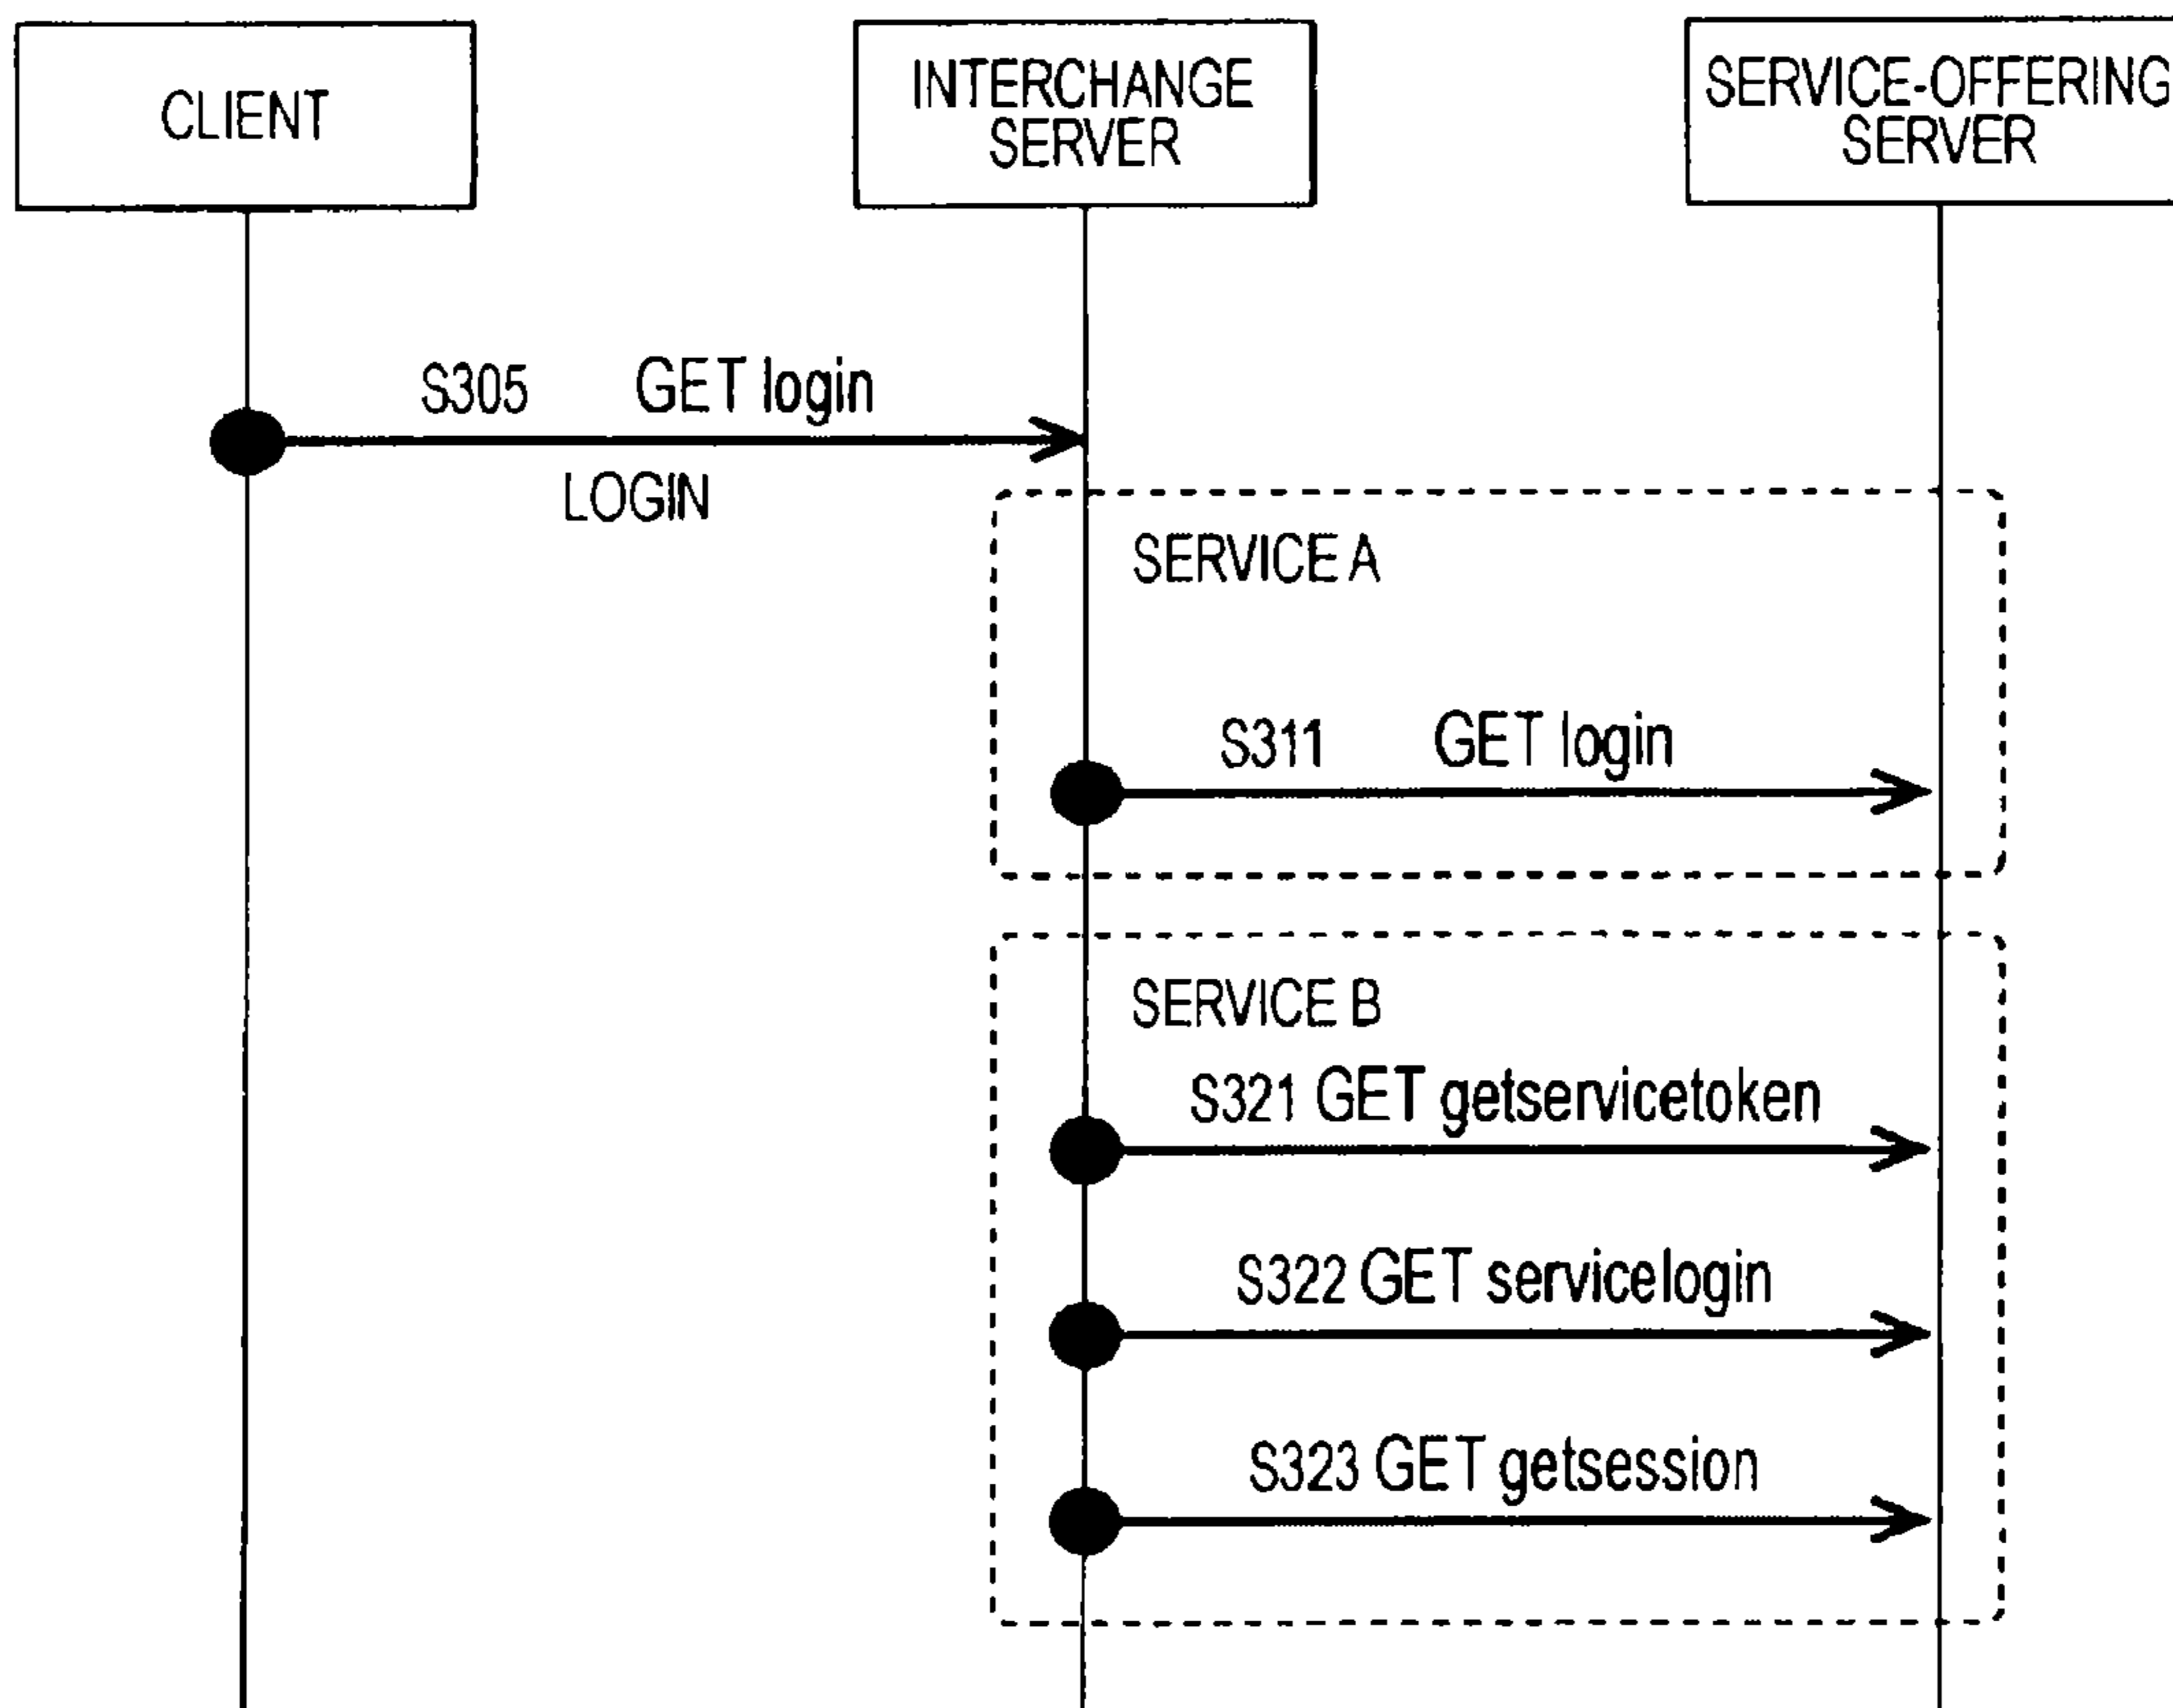 CLIENT
INTERCHANGE
SERVER
SERVICE-OFFERING
SERVER
S305 GET login
LOGIN
SERVICE A
S311 GET login
SERVICE B
S321 GET getservicetoken
S322 GET servicelogin
S323 GET getsession